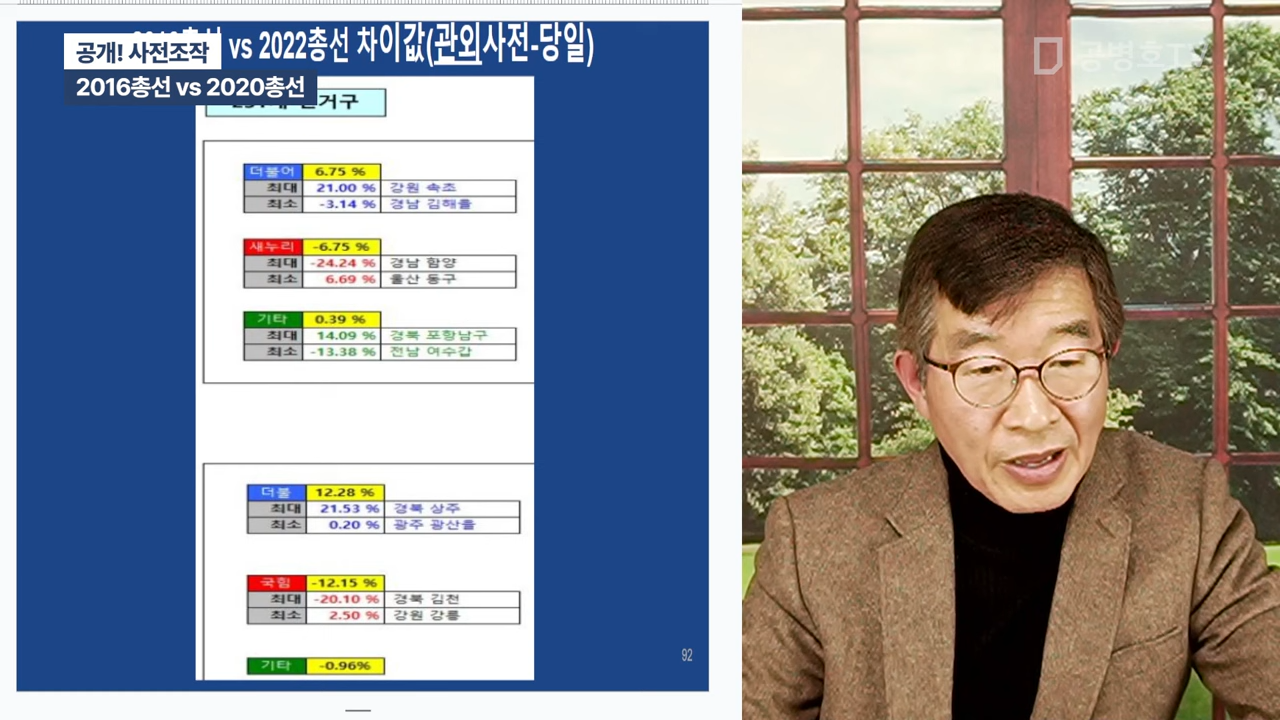 vs 2022총선 차이값(관외사전-당일)
공개! 사전조작
2016총선 vs 2020총선
공병호TV
더불어 6.75 %
최대 21.00 % 강원 속초
최소 -3.14 % 경남 김해을
새누리 -6.75 %
최대 -24.24 % 경남 함양
최소 6.69 % 울산 동구
기타 0.39 %
최대 14.09 % 경북 포항남구
최소 -13.38 % 전남 여수갑
더불 12.28 %
최대 21.53 % 경북 상주
최소 0.20 % 광주 광산을
국힘 -12.15 %
최대 -20.10 % 경북 김천
최소 2.50 % 강원 강릉
기타 -0.96%
92